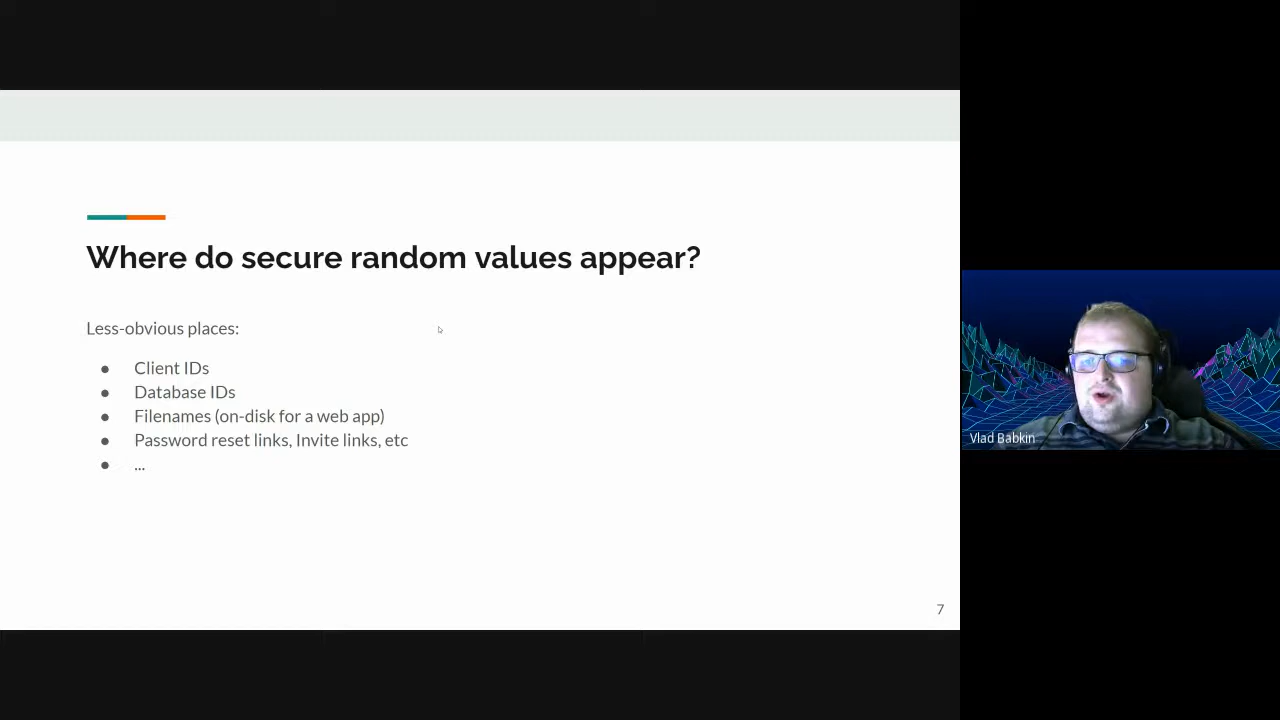 Where do secure random values appear?
Less-obvious places:
● Client IDs
● Database IDs
● Filenames (on-disk for a web app)
● Password reset links, Invite links, etc
● ...
7
Vlad Babkin